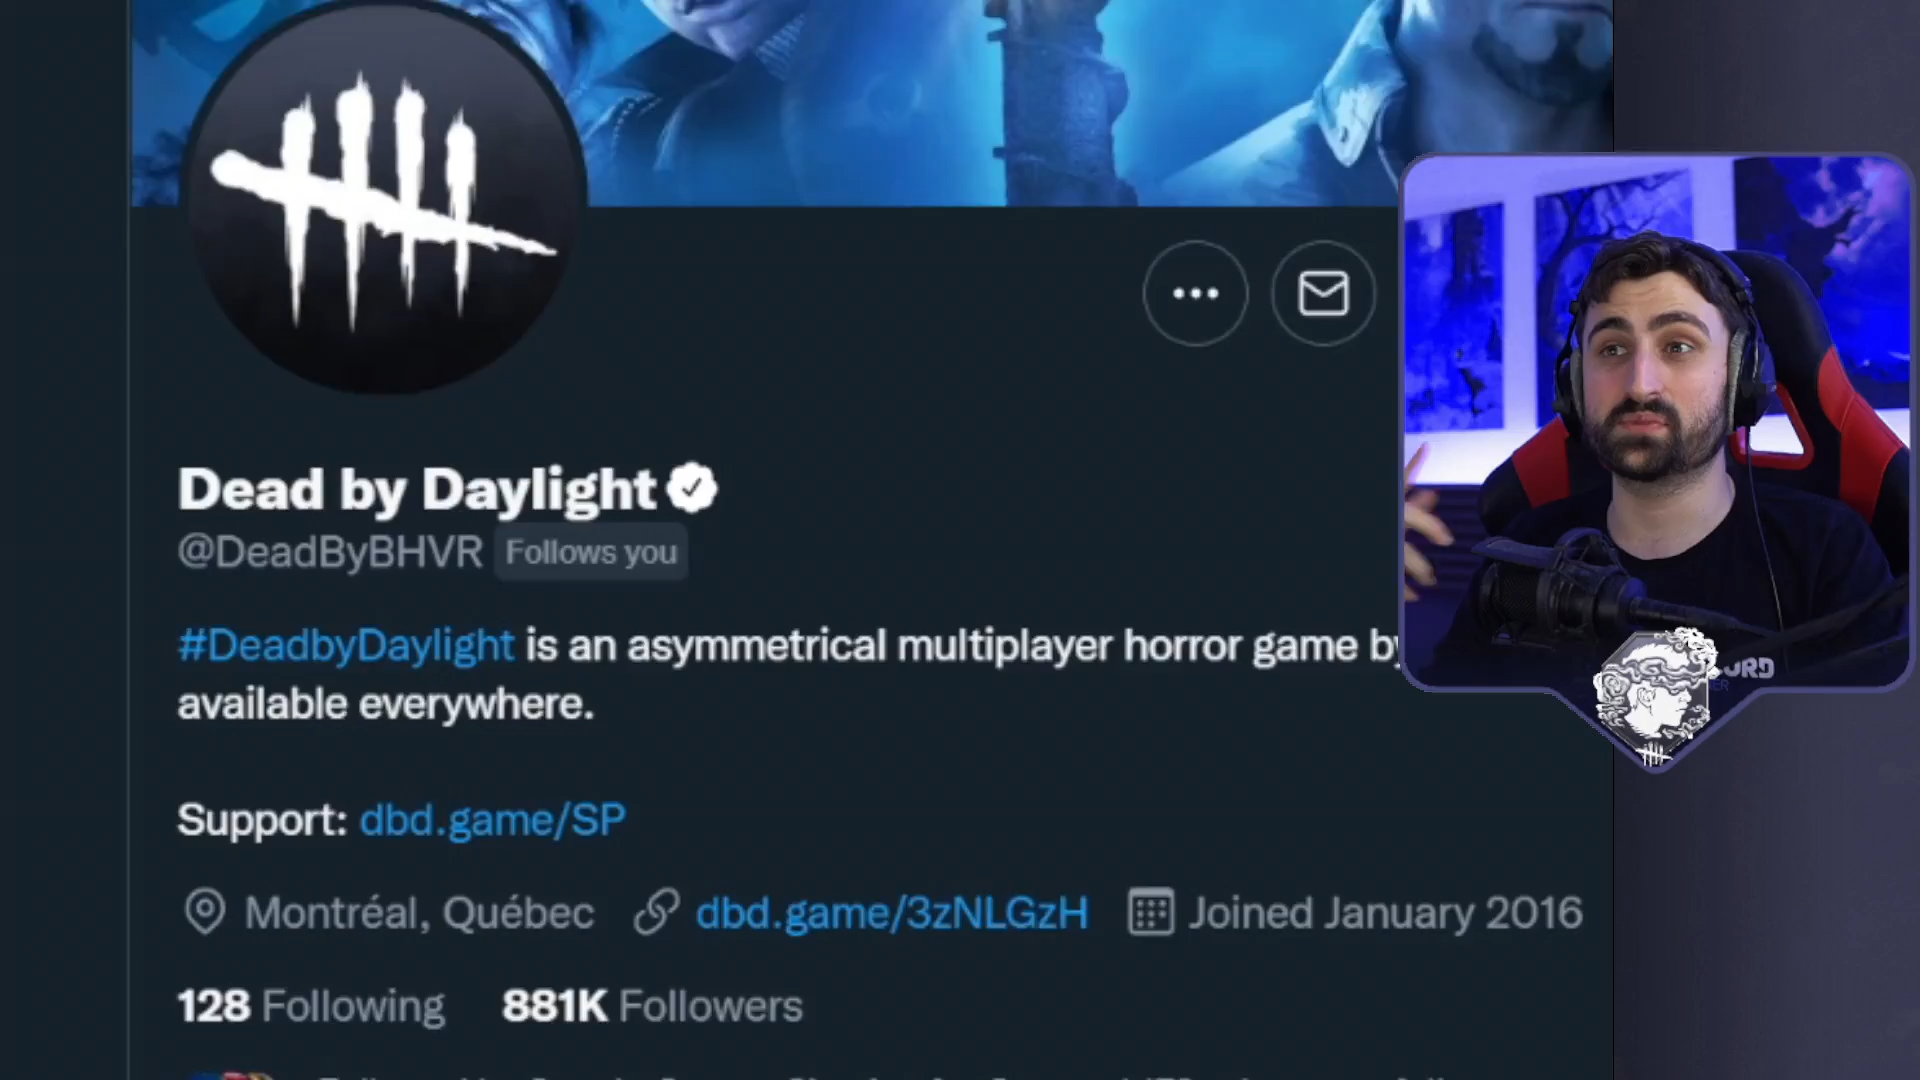 Dead by Daylight
@DeadByBHVR Follows you
#DeadbyDaylight is an asymmetrical multiplayer horror game by
available everywhere.
Support: dbd.game/SP
Montréal, Québec dbd.game/3zNLGzH Joined January 2016
128 Following 881K Followers